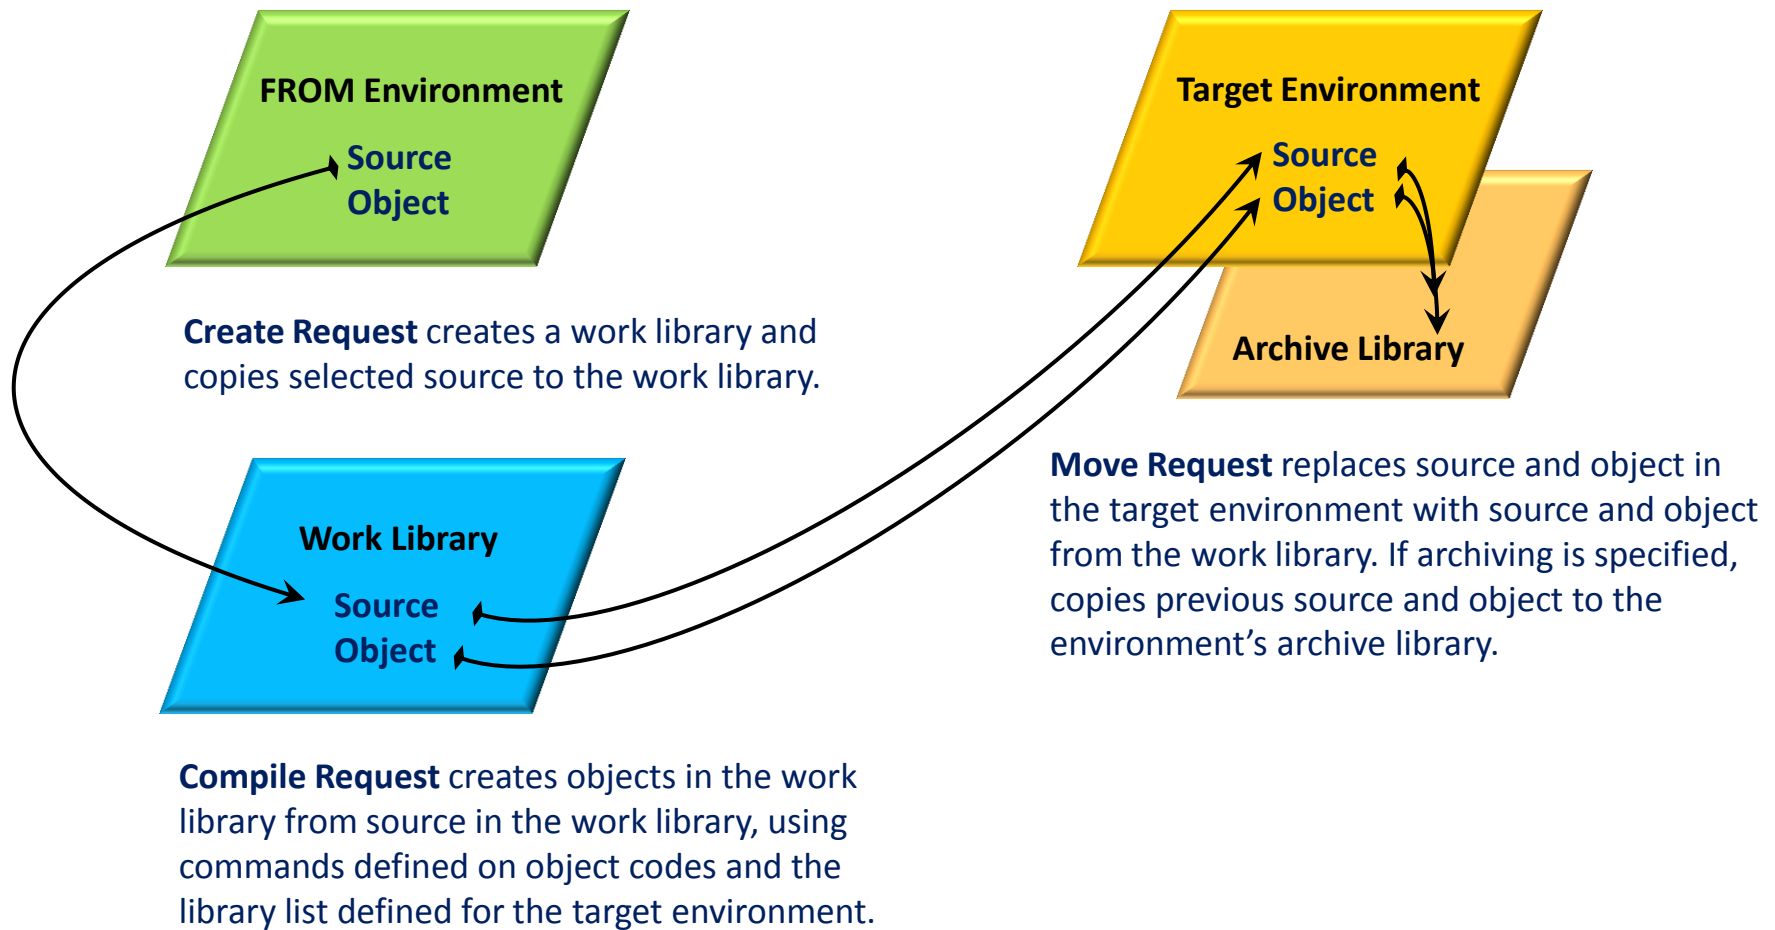 FROM Environment
Source
Object
Target Environment
Source
Object
Archive Library
Create Request creates a work library and
copies selected source to the work library.
Work Library
Source
Object
Move Request replaces source and object in
the target environment with source and object
from the work library. If archiving is specified,
copies previous source and object to the
environment’s archive library.
Compile Request creates objects in the work
library from source in the work library, using
commands defined on object codes and the
library list defined for the target environment.